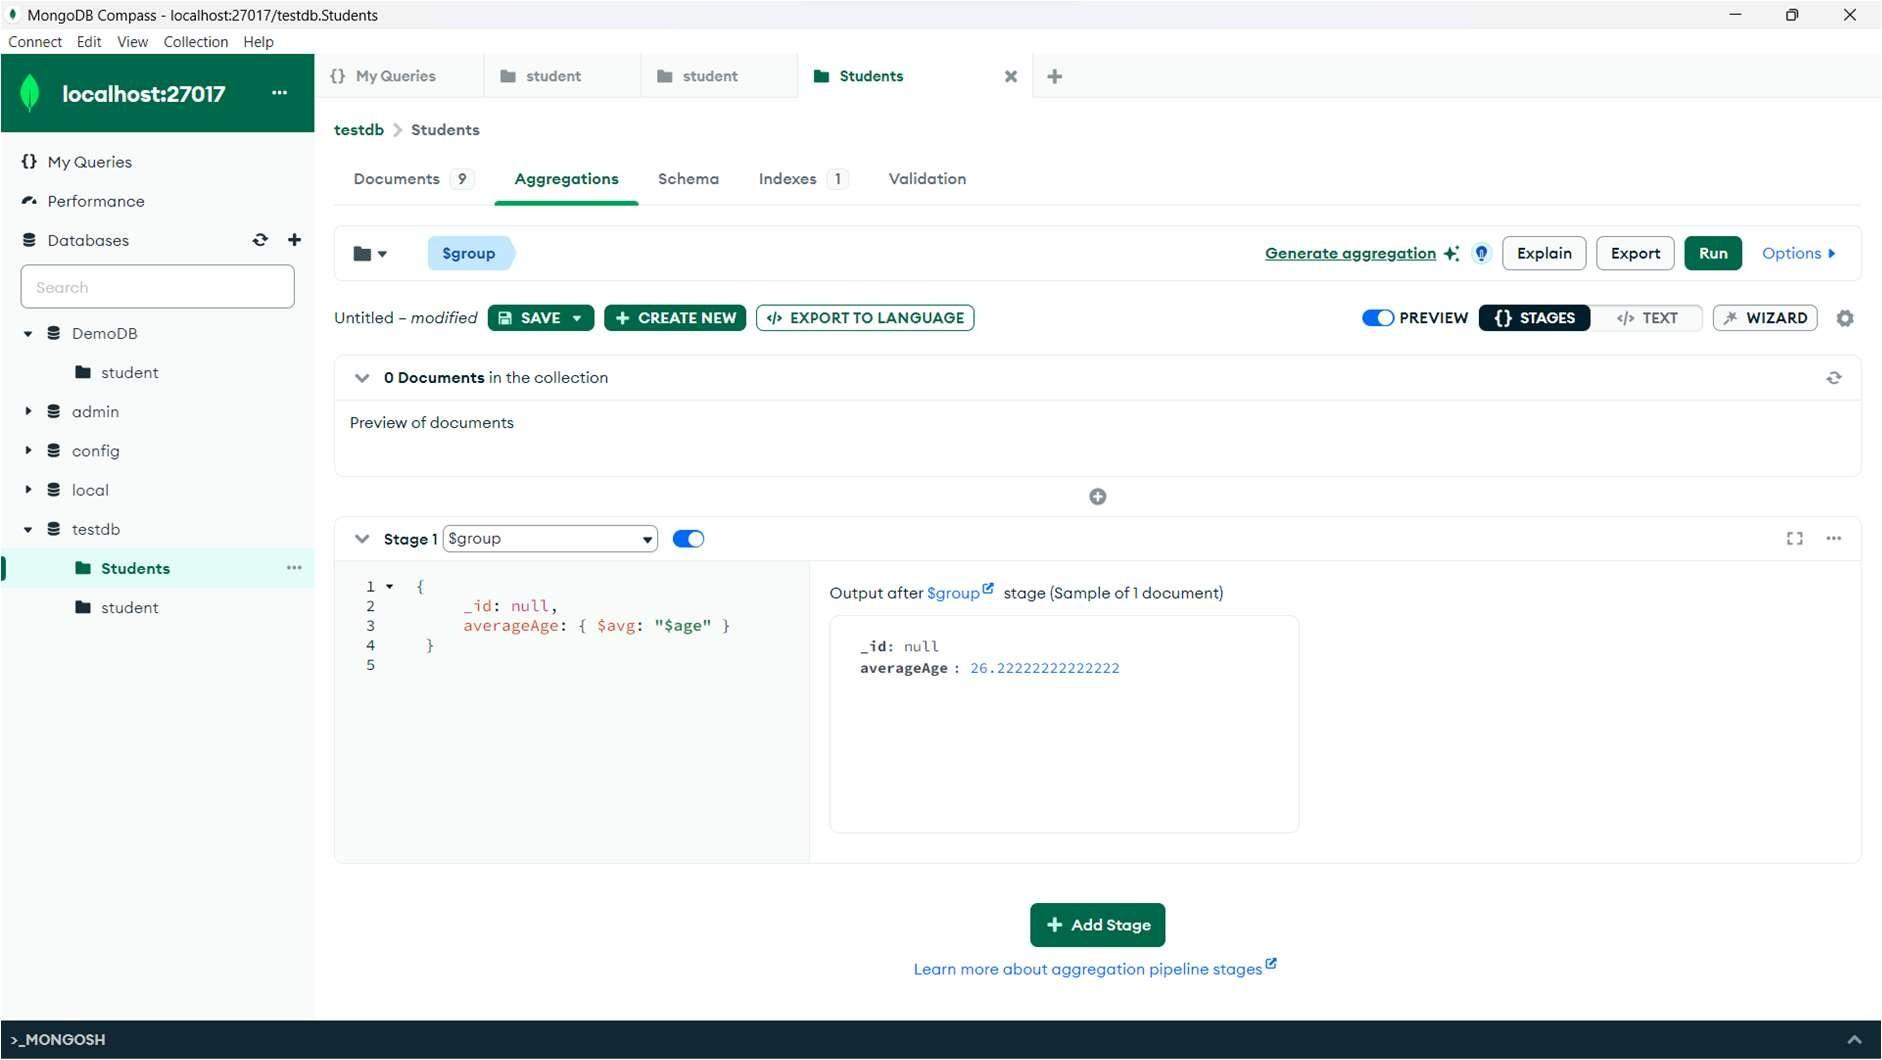 MongoDB Compass - localhost:27017/testdb.Students
Connect Edit View Collection Help
localhost:27017 ...
{} My Queries
student
student
Students
testdb > Students
My Queries
Performance
Databases
Search
DemoDB
student
admin
config
local
testdb
Students ...
student
Documents 9 Aggregations Schema Indexes 1 Validation
$group
Generate aggregation Explain Export Run Options
Untitled – modified SAVE + CREATE NEW </> EXPORT TO LANGUAGE
PREVIEW {} STAGES </> TEXT WIZARD
0 Documents in the collection
Preview of documents
Stage 1 $group ...
1 {
2 _id: null,
3 averageAge: { $avg: "$age" }
4 }
5
Output after $group stage (Sample of 1 document)
_id: null
averageAge : 26.22222222222222
+ Add Stage
Learn more about aggregation pipeline stages
>_MONGOSH